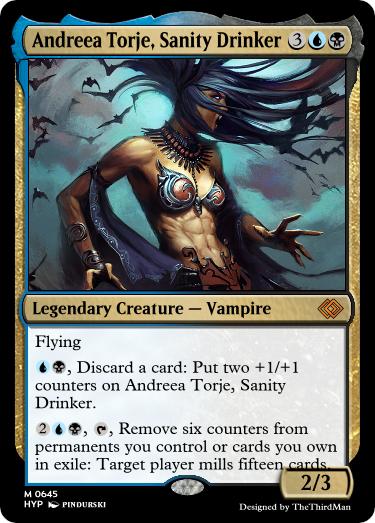 Andreea Torje, Sanity Drinker 3
Legendary Creature — Vampire
Flying
, Discard a card: Put two +1/+1
counters on Andreea Torje, Sanity
Drinker.
2, , Remove six counters from
permanents you control or cards you own
in exile: Target player mills fifteen cards.
2/3
M 0645
HYP PINDURSKI
Designed by TheThirdMan